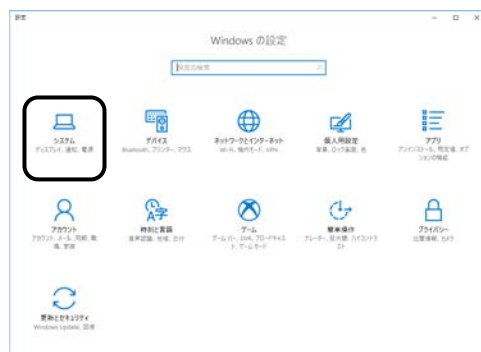 設定
Windows の設定
設定の検索
システム
ディスプレイ、通知、電源
デバイス
Bluetooth、プリンター、マウス
ネットワークとインターネット
Wi-Fi、機内モード、VPN
個人用設定
背景、ロック画面、色
アプリ
アンインストール、既定値、オプ
ションの機能
アカウント
アカウント、メール、同期、職
場、家族
時刻と言語
音声認識、地域、日付
ゲーム
ゲーム バー、DVR、ブロードキャス
ト、ゲーム モード
簡単操作
ナレーター、拡大鏡、ハイコントラ
スト
プライバシー
位置情報、カメラ
更新とセキュリティ
Windows Update、回復